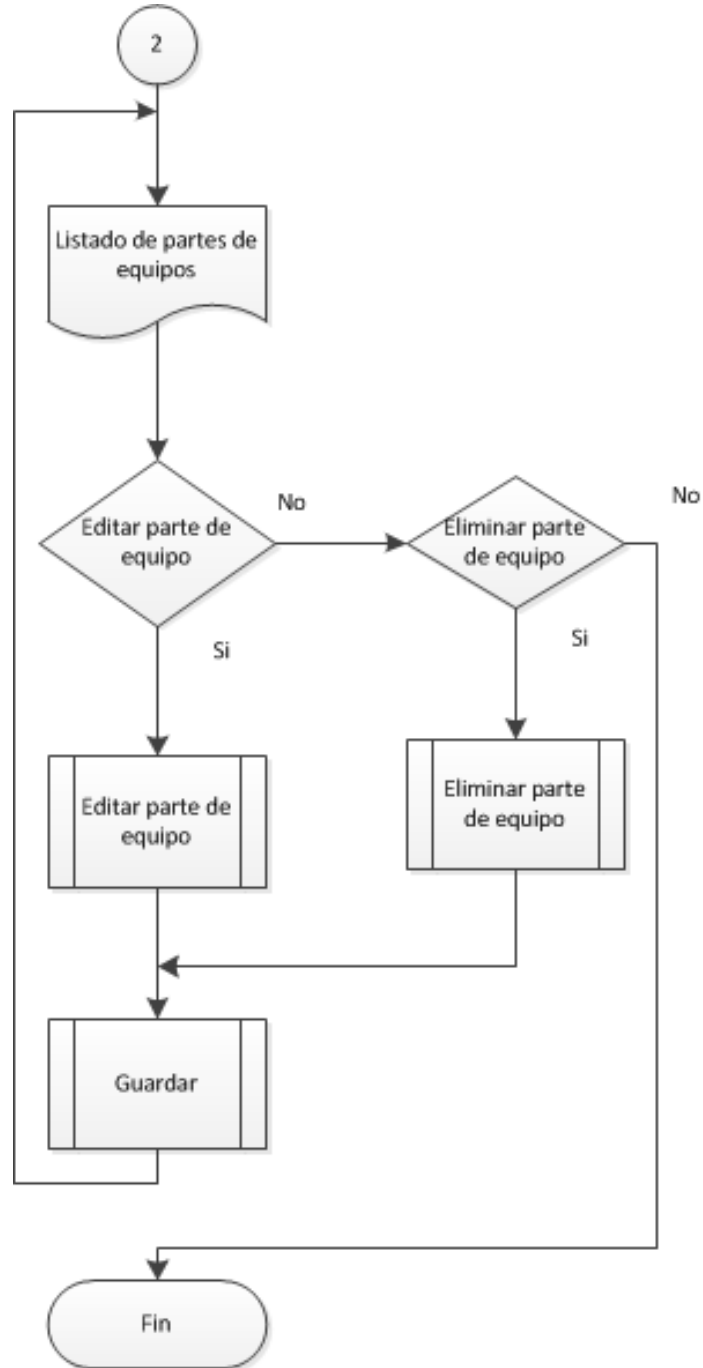 2
Listado de partes de
equipos
Editar parte de
equipo
No
Eliminar parte
de equipo
No
Si
Si
Editar parte de
equipo
Eliminar parte
de equipo
Guardar
Fin